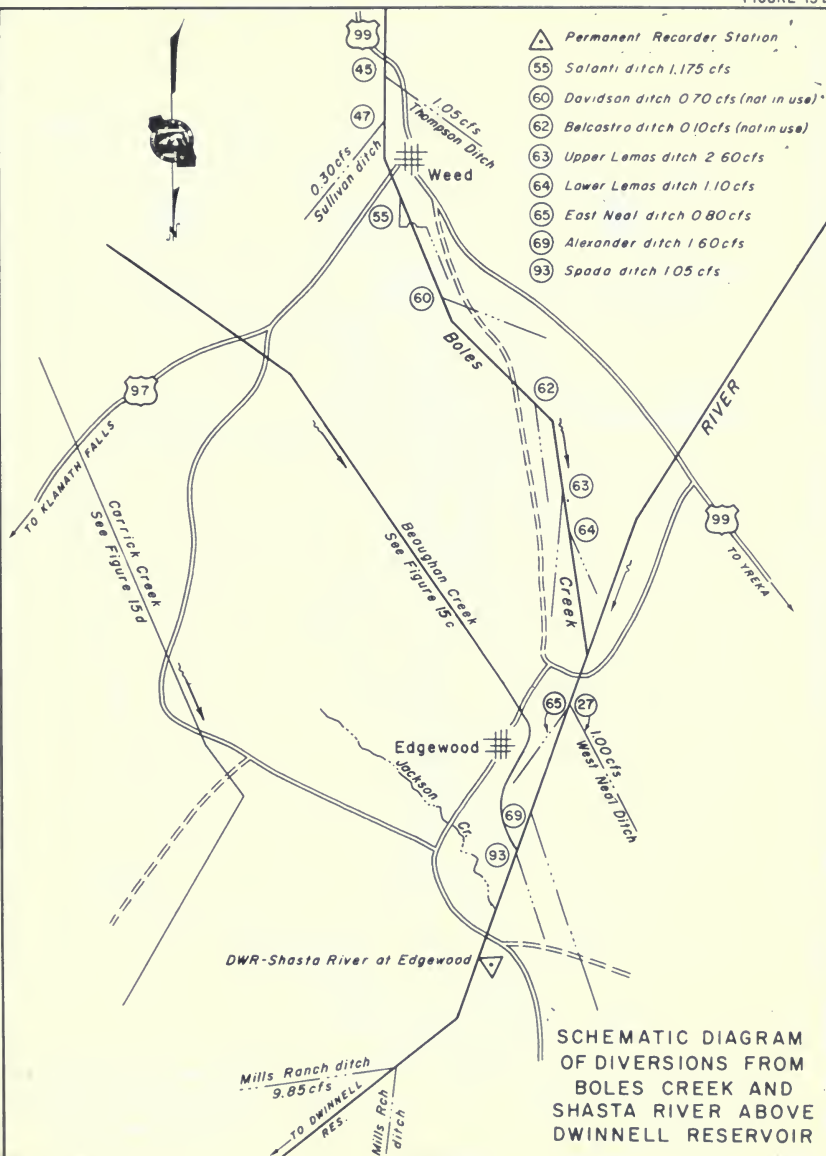 99
45
47
1.05 cfs
Thompson Ditch
0.30 cfs
Sullivan ditch
Weed
Permanent Recorder Station
55 Solanti ditch 1.175 cfs
60 Davidson ditch 0.70 cfs (not in use)
62 Belcastro ditch 0.10 cfs (not in use)
63 Upper Lemos ditch 2.60 cfs
64 Lower Lemos ditch 1.10 cfs
65 East Neal ditch 0.80 cfs
69 Alexander ditch 1.60 cfs
93 Spada ditch 1.05 cfs
55
60
Boles
62
63
64
Creek
RIVER
99
TO YREKA
97
TO KLAMATH FALLS
Carrick Creek
See Figure 15d
Beaughan Creek
See Figure 15c
65
27
1.00 cfs
West Neal Ditch
Edgewood
Jackson
Cr.
69
93
DWR-Shasta River at Edgewood
Mills Ranch ditch
9.85 cfs
TO DWINNELL
RES.
Mills Rch
ditch
SCHEMATIC DIAGRAM
OF DIVERSIONS FROM
BOLES CREEK AND
SHASTA RIVER ABOVE
DWINNELL RESERVOIR